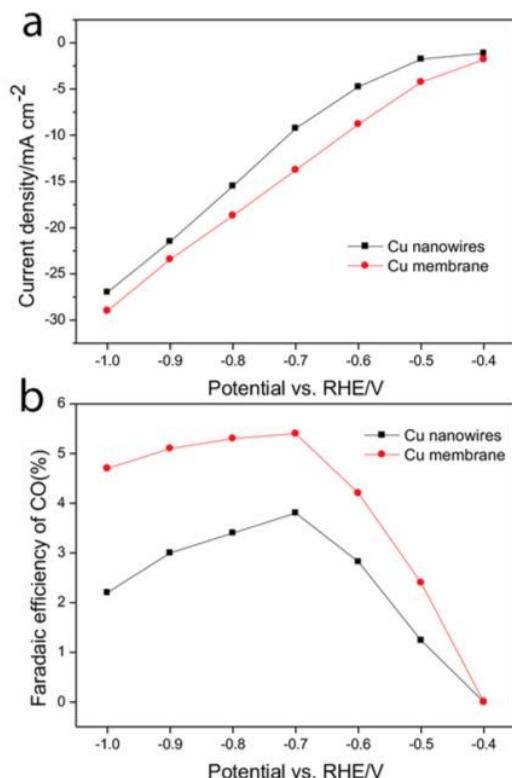 a
0
-5
-10
-15
-20
-25
-30
Current density/mA cm-2
Cu nanowires
Cu membrane
-1.0 -0.9 -0.8 -0.7 -0.6 -0.5 -0.4
Potential vs. RHE/V
b
6
5
4
3
2
1
0
Faradaic efficiency of CO(%)
Cu nanowires
Cu membrane
-1.0 -0.9 -0.8 -0.7 -0.6 -0.5 -0.4
Potential vs. RHE/V